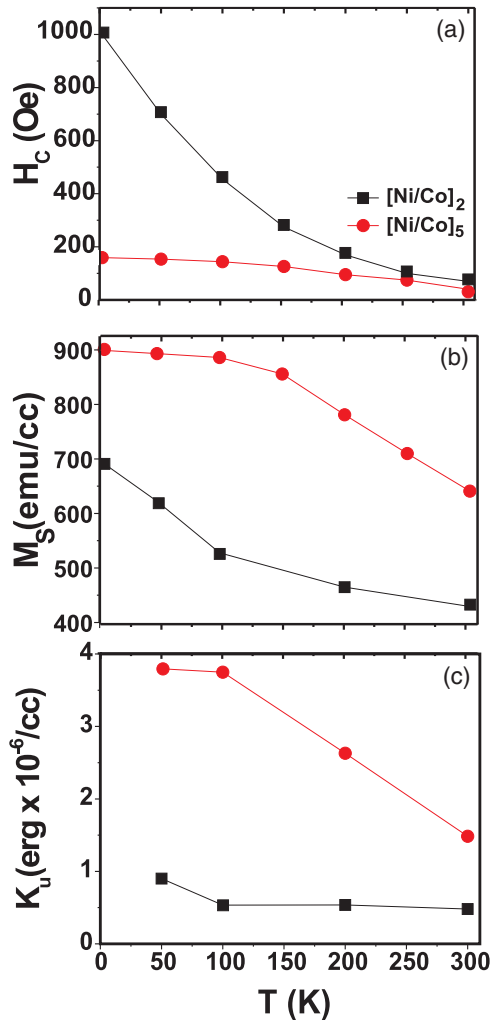 (a)
H_C (Oe)
1000
800
600
400
200
0
[Ni/Co]₂
[Ni/Co]₅
(b)
M_S(emu/cc)
900
800
700
600
500
400
(c)
K_u(erg x 10⁻⁶/cc)
4
3
2
1
0
0 50 100 150 200 250 300
T (K)